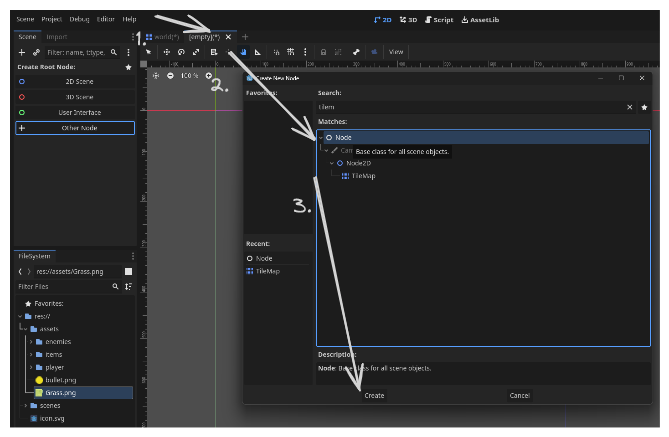 Scene Project Debug Editor Help
2D 3D Script AssetLib
1.
Scene Import
world(*) [empty](*)
Filter: name, t:type,
View
Create Root Node:
2D Scene
3D Scene
User Interface
Other Node
100 %
2.
Create New Node
Favorites:
Search:
tilem
Matches:
Node
Base class for all scene objects.
Node2D
TileMap
3.
Recent:
Node
TileMap
Description:
Node: Base class for all scene objects.
Create Cancel
FileSystem
res://assets/Grass.png
Filter Files
Favorites:
res://
assets
enemies
items
player
bullet.png
Grass.png
scenes
icon.svg